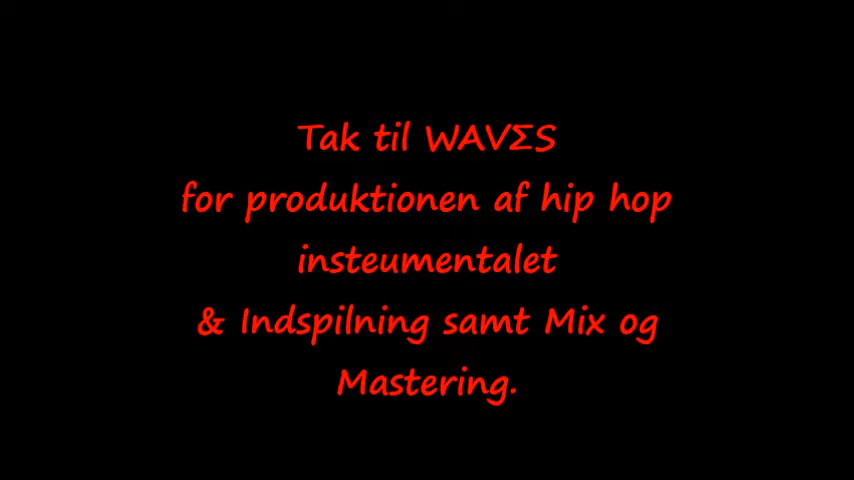 Tak til WAVΣS
for produktionen af hip hop
insteumentalet
& Indspilning samt Mix og
Mastering.